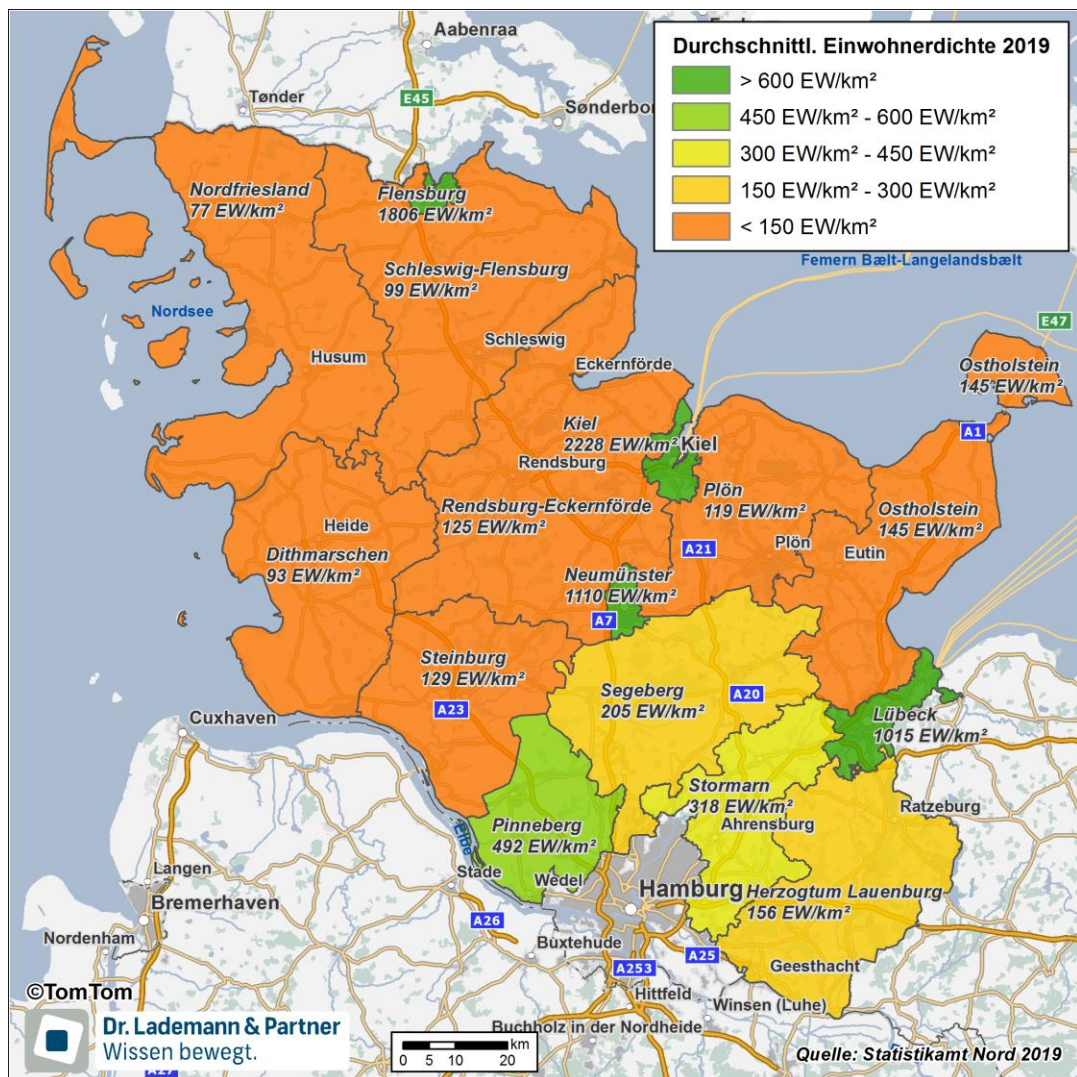 Aabenraa
Durchschnittl. Einwohnerdichte 2019
> 600 EW/km²
450 EW/km² - 600 EW/km²
300 EW/km² - 450 EW/km²
150 EW/km² - 300 EW/km²
< 150 EW/km²
Tønder
E45
Sønderbor
Nordfriesland
77 EW/km²
Flensburg
1806 EW/km²
Femern Bælt-Langelandsbælt
Schleswig-Flensburg
99 EW/km²
Nordsee
E47
Schleswig
Husum
Eckernförde
Ostholstein
145 EW/km²
Kiel
2228 EW/km²
Kiel
A1
Rendsburg
Plön
119 EW/km²
Rendsburg-Eckernförde
125 EW/km²
Ostholstein
145 EW/km²
Heide
Dithmarschen
93 EW/km²
A21
Plön
Eutin
Neumünster
1110 EW/km²
A7
Steinburg
129 EW/km²
Segeberg
205 EW/km²
A20
A23
Lübeck
1015 EW/km²
Cuxhaven
Stormarn
318 EW/km²
Ahrensburg
Ratzeburg
Pinneberg
492 EW/km²
Elbe
Langen
Stade
Wedel
Hamburg
Herzogtum Lauenburg
156 EW/km²
Bremerhaven
A26
Nordenham
Buxtehude
A25
A253
Geesthacht
Hittfeld
Winsen (Luhe)
©TomTom
Buchholz in der Nordheide
Dr. Lademann & Partner
Wissen bewegt.
km
0 5 10 20
Quelle: Statistikamt Nord 2019
A27